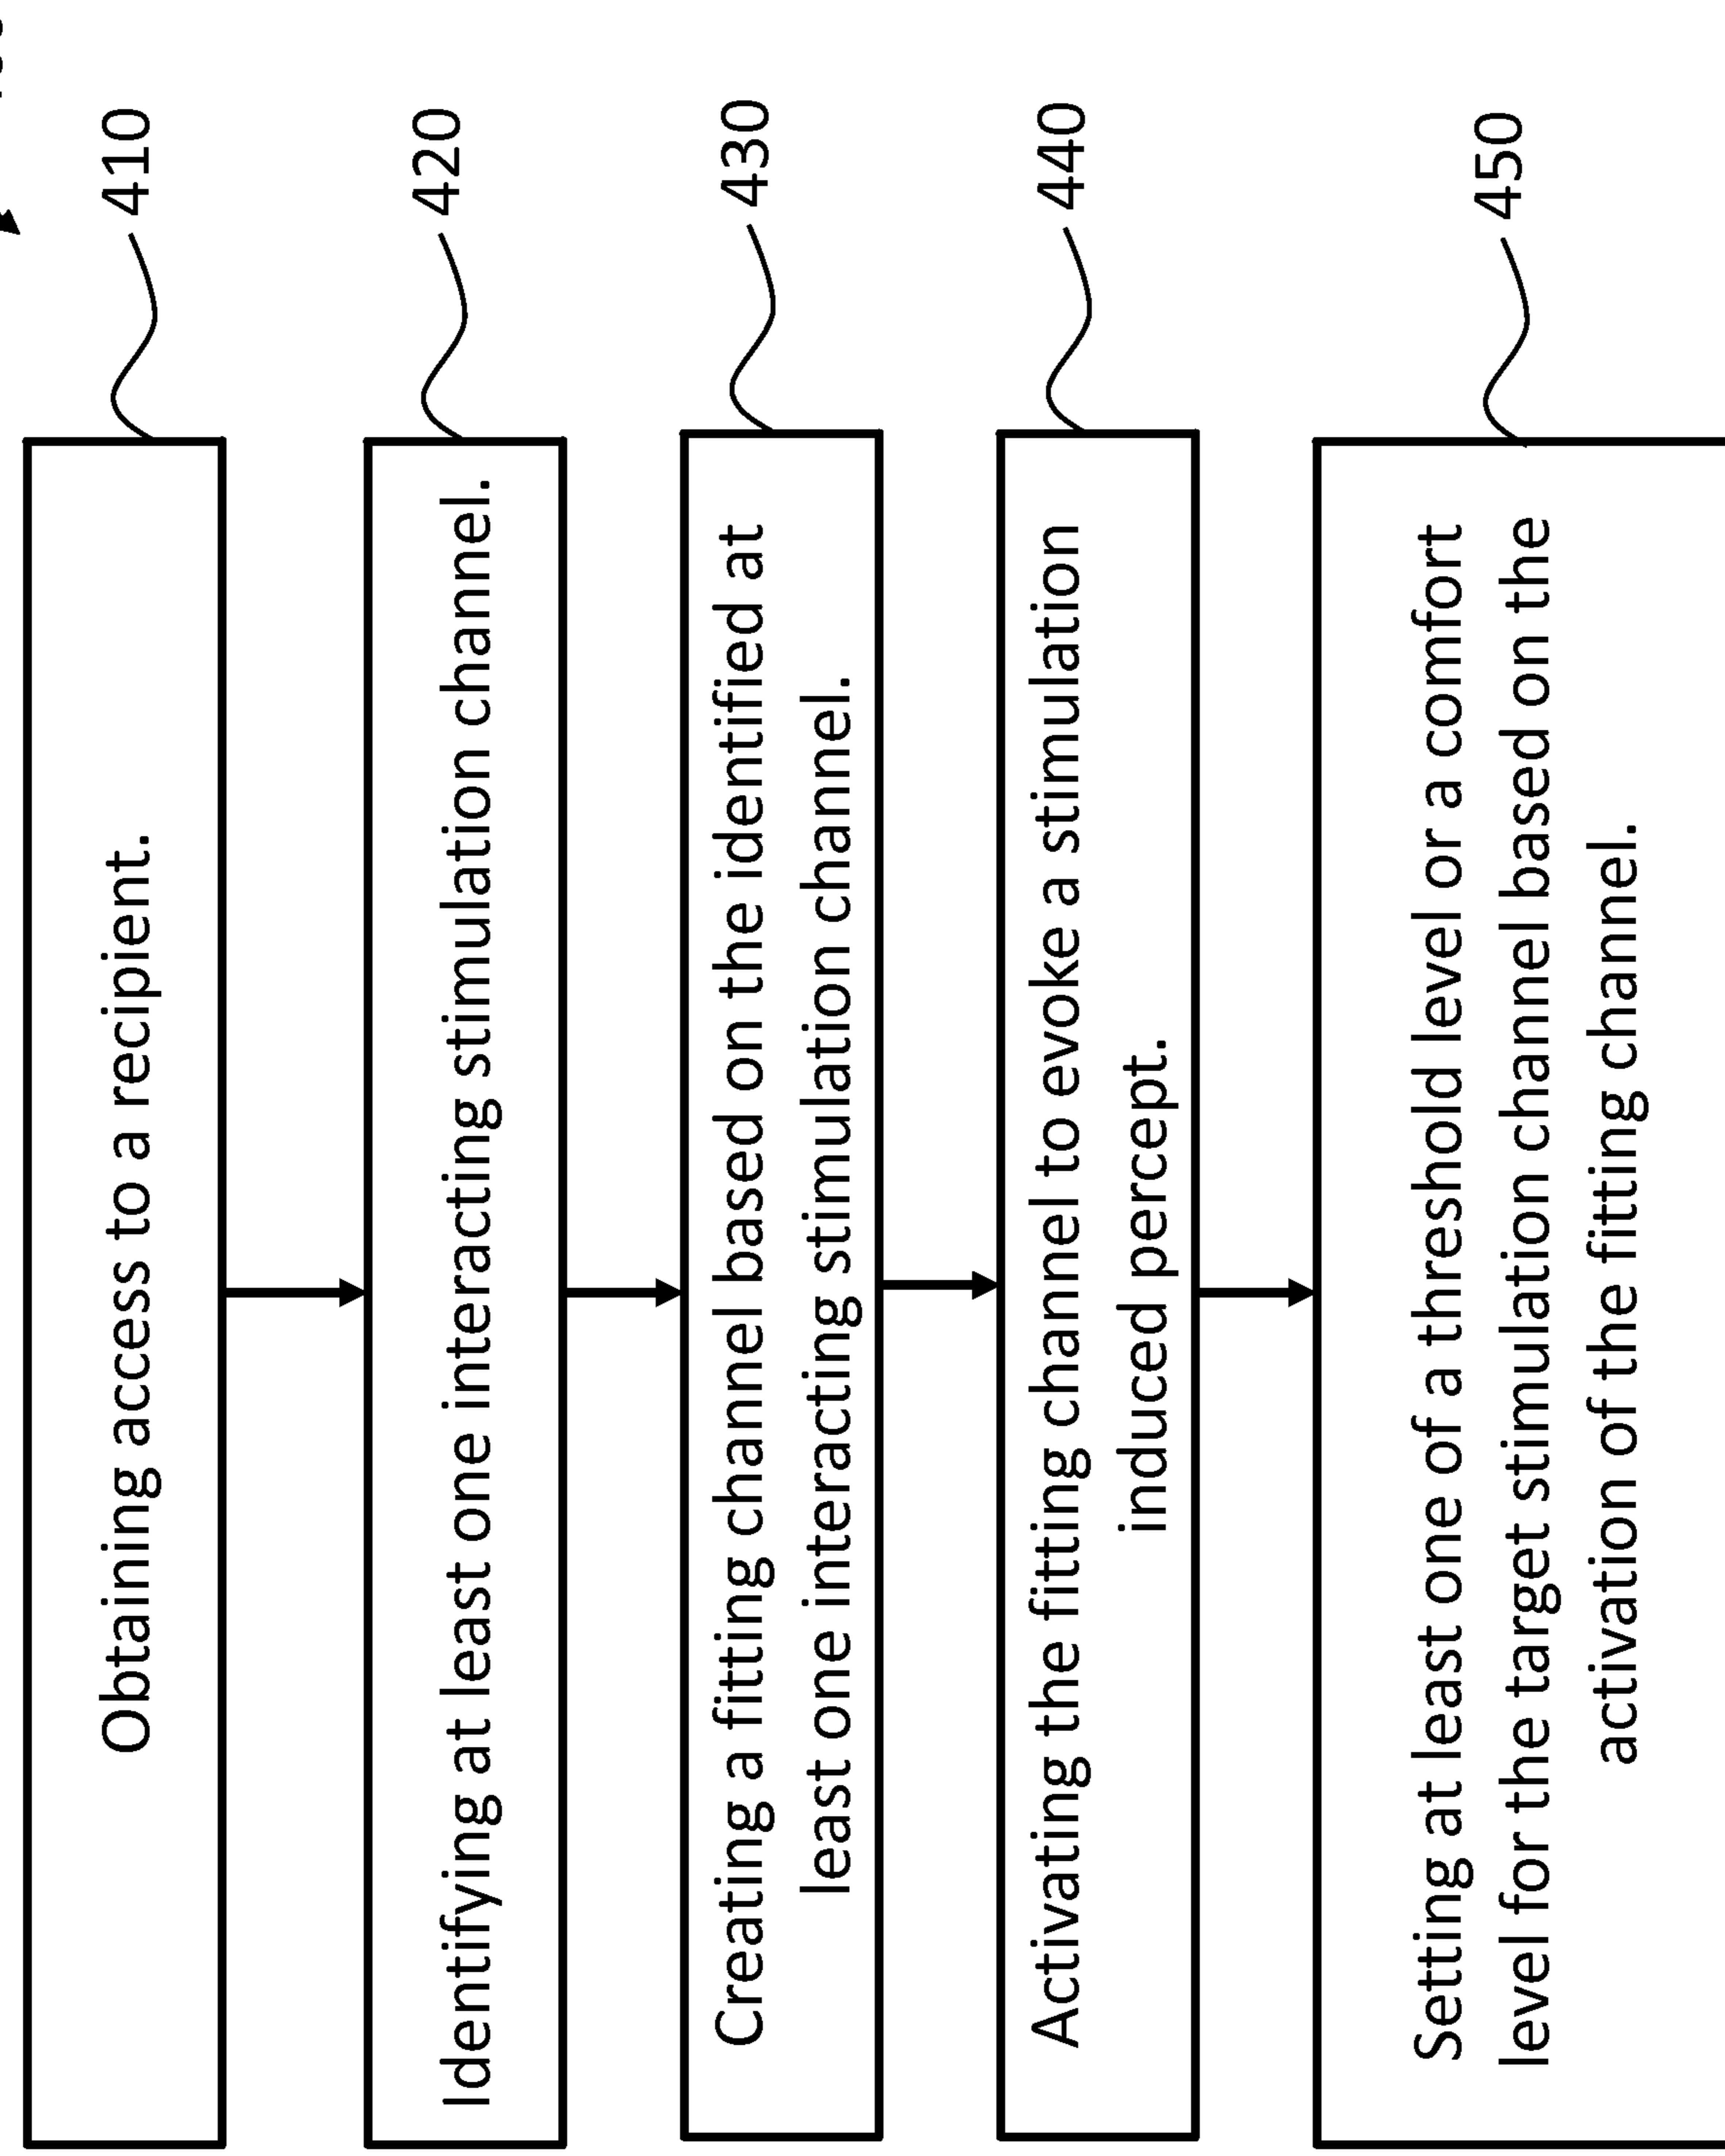 410
Obtaining access to a recipient.
420
Identifying at least one interacting stimulation channel.
430
Creating a fitting channel based on the identified at
least one interacting stimulation channel.
440
Activating the fitting channel to evoke a stimulation
induced percept.
450
Setting at least one of a threshold level or a comfort
level for the target stimulation channel based on the
activation of the fitting channel.